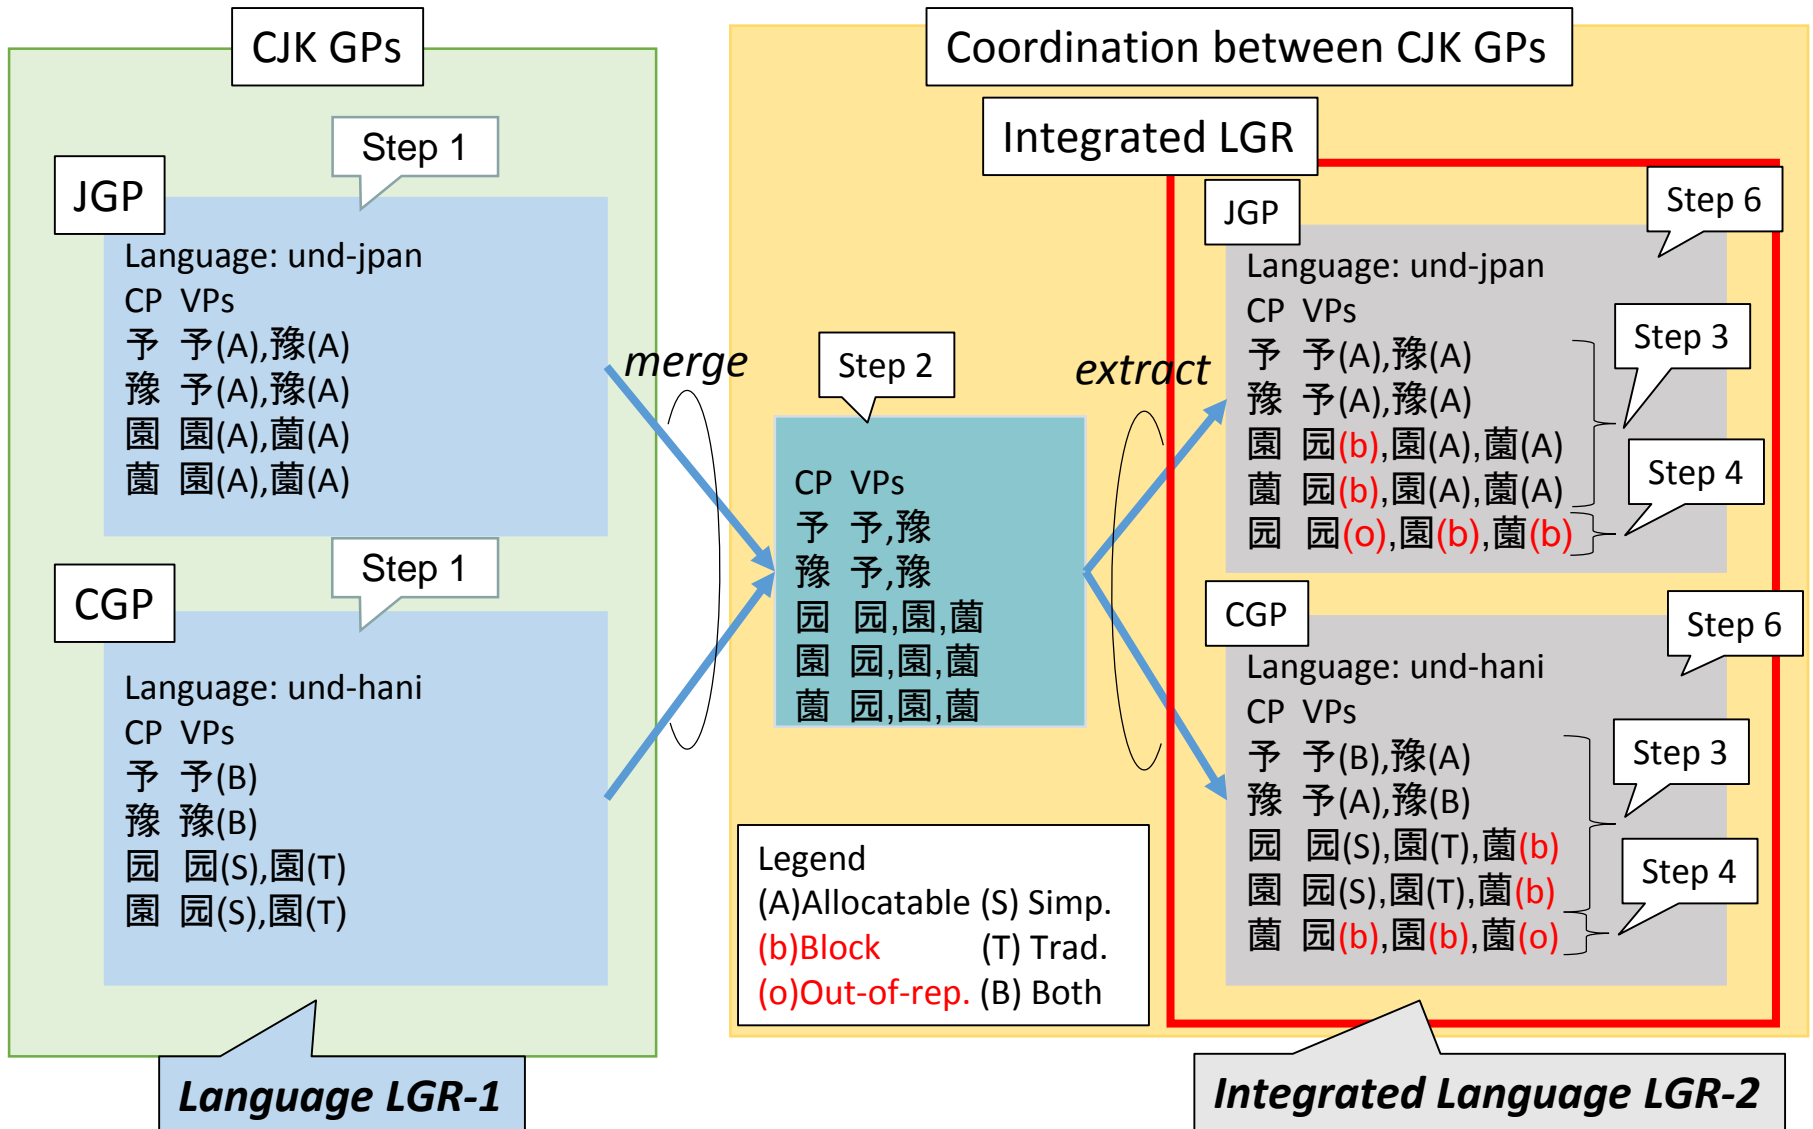 CJK GPs
Step 1
JGP
Language: und-jpan
CP VPs
予 予(A),豫(A)
豫 予(A),豫(A)
園 園(A),薗(A)
薗 園(A),薗(A)
Step 1
CGP
Language: und-hani
CP VPs
予 予(B)
豫 豫(B)
园 园(S),園(T)
園 园(S),園(T)
Language LGR-1
merge
Coordination between CJK GPs
Step 2
CP VPs
予 予,豫
豫 予,豫
园 园,園,薗
園 园,園,薗
薗 园,園,薗
extract
Legend
(A)Allocatable (S) Simp.
(b)Block (T) Trad.
(o)Out-of-rep. (B) Both
Integrated LGR
JGP
Step 6
Language: und-jpan
CP VPs
予 予(A),豫(A)
豫 予(A),豫(A)
園 园(b),園(A),薗(A)
薗 园(b),園(A),薗(A)
园 园(o),園(b),薗(b)
Step 3
Step 4
CGP
Step 6
Language: und-hani
CP VPs
予 予(B),豫(A)
豫 予(A),豫(B)
园 园(S),園(T),薗(b)
園 园(S),園(T),薗(b)
薗 园(b),園(b),薗(o)
Step 3
Step 4
Integrated Language LGR-2